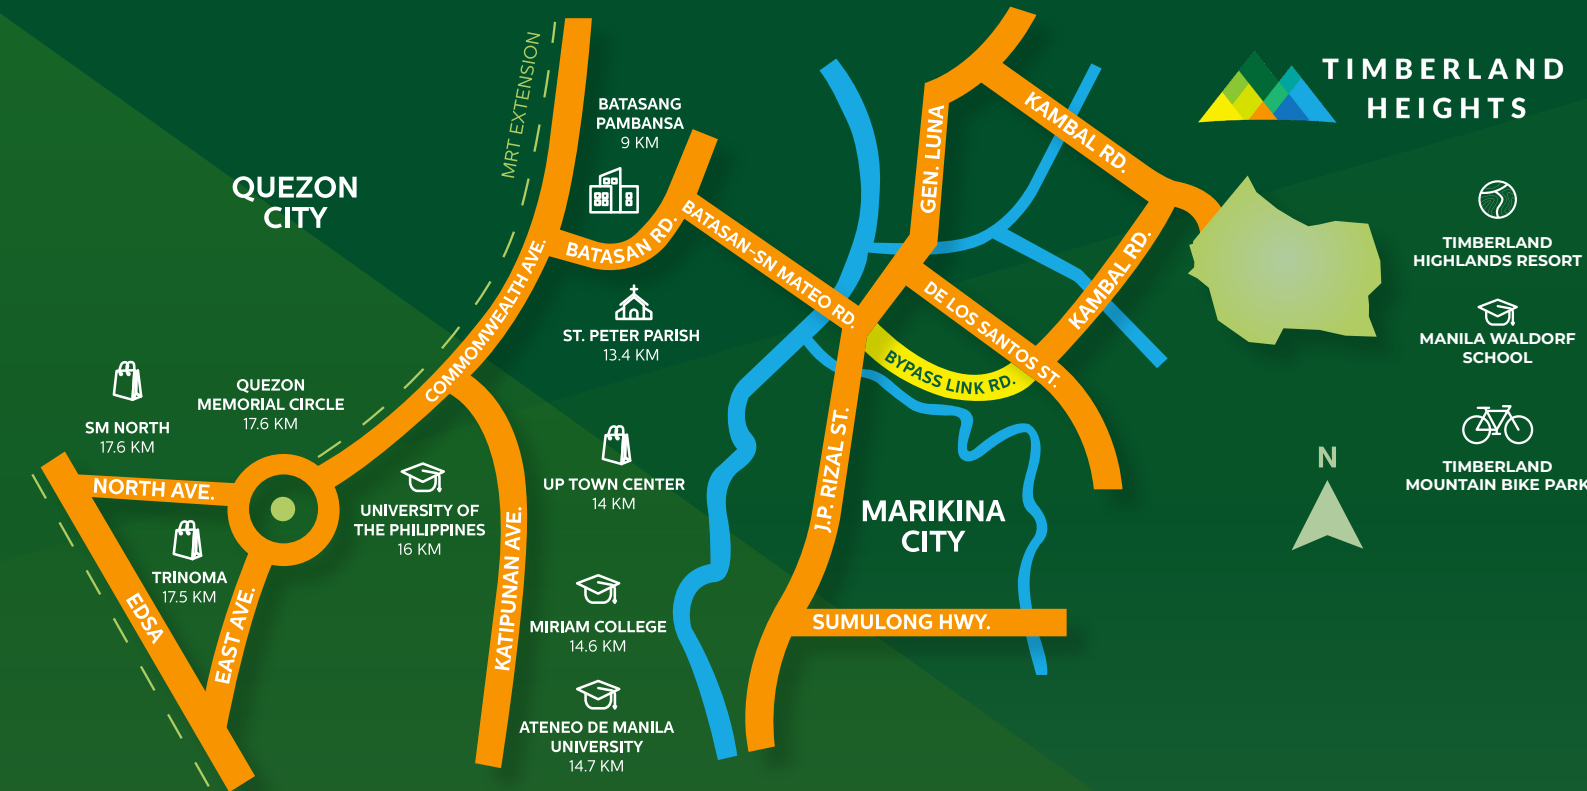 TIMBERLAND
HEIGHTS
MRT EXTENSION
BATASANG
PAMBANSA
9 KM
QUEZON
CITY
GEN. LUNA
KAMBAL RD.
BATASAN RD.
BATASAN-SN MATEO RD.
KAMBAL RD.
DE LOS SANTOS ST.
TIMBERLAND
HIGHLANDS RESORT
COMMOMWEALTH AVE.
ST. PETER PARISH
13.4 KM
BYPASS LINK RD.
MANILA WALDORF
SCHOOL
QUEZON
MEMORIAL CIRCLE
17.6 KM
SM NORTH
17.6 KM
NORTH AVE.
UNIVERSITY OF
THE PHILIPPINES
16 KM
UP TOWN CENTER
14 KM
J.P. RIZAL ST.
MARIKINA
CITY
N
TIMBERLAND
MOUNTAIN BIKE PARK
TRINOMA
17.5 KM
EDSA
EAST AVE.
KATIPUNAN AVE.
MIRIAM COLLEGE
14.6 KM
SUMULONG HWY.
ATENEO DE MANILA
UNIVERSITY
14.7 KM